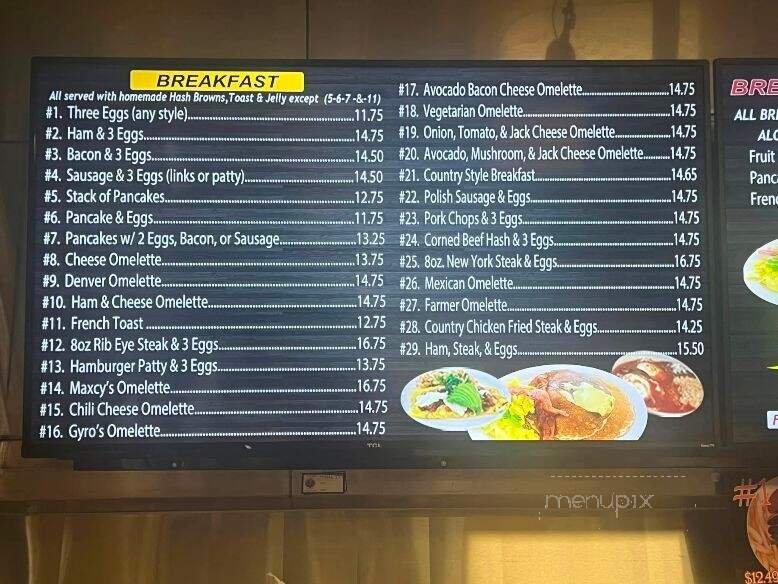 BREAKFAST
All served with homemade Hash Browns, Toast & Jelly except (5-6-7 -&-11)
#1. Three Eggs (any style)..........11.75
#2. Ham & 3 Eggs..........14.75
#3. Bacon & 3 Eggs..........14.50
#4. Sausage & 3 Eggs (links or patty)..........14.50
#5. Stack of Pancakes..........12.75
#6. Pancake & Eggs..........11.75
#7. Pancakes w/ 2 Eggs, Bacon, or Sausage..........13.25
#8. Cheese Omelette..........13.75
#9. Denver Omelette..........14.75
#10. Ham & Cheese Omelette..........14.75
#11. French Toast..........12.75
#12. 8oz Rib Eye Steak & 3 Eggs..........16.75
#13. Hamburger Patty & 3 Eggs..........13.75
#14. Maxcy's Omelette..........16.75
#15. Chili Cheese Omelette..........14.75
#16. Gyro's Omelette..........14.75
#17. Avocado Bacon Cheese Omelette..........14.75
#18. Vegetarian Omelette..........14.75
#19. Onion, Tomato, & Jack Cheese Omelette..........14.75
#20. Avocado, Mushroom, & Jack Cheese Omelette..........14.75
#21. Country Style Breakfast..........14.65
#22. Polish Sausage & Eggs..........14.75
#23. Pork Chops & 3 Eggs..........14.75
#24. Corned Beef Hash & 3 Eggs..........14.75
#25. 8oz. New York Steak & Eggs..........16.75
#26. Mexican Omelette..........14.75
#27. Farmer Omelette..........14.75
#28. Country Chicken Fried Steak & Eggs..........14.25
#29. Ham, Steak, & Eggs..........15.50
TCL
BRE
ALL BR
Fruit
menupix
#1